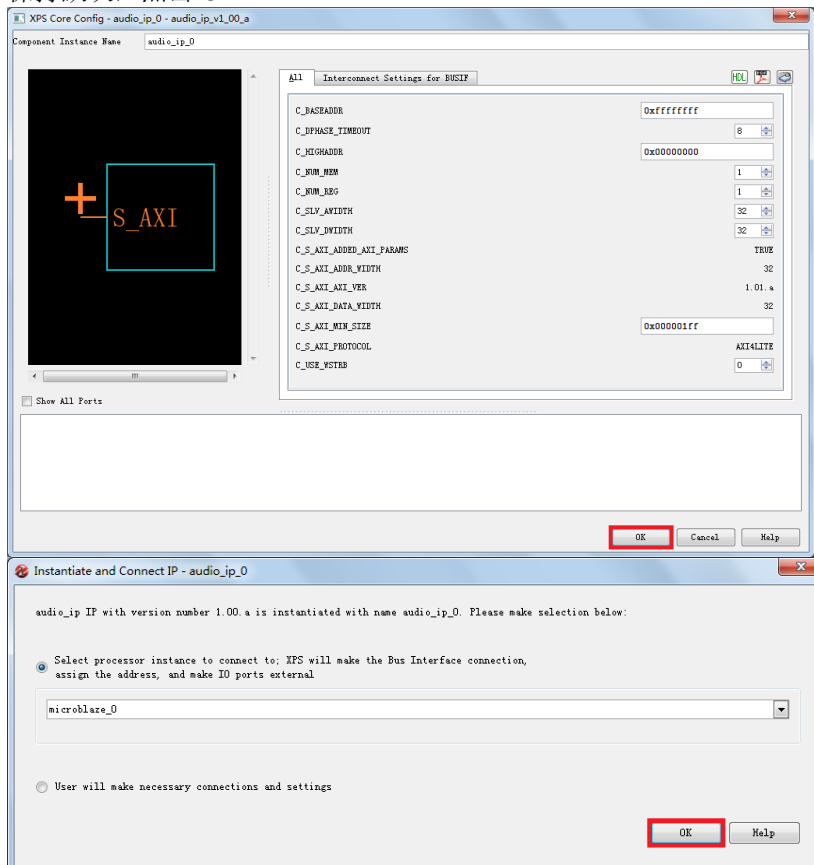 XPS Core Config - audio_ip_0 - audio_ip_v1_00_a
Component Instance Name audio_ip_0
All Interconnect Settings for BUSIF HDL PDF
S_AXI
C_BASEADDR 0xffffffff
C_DPHASE_TIMEOUT 8
C_HIGHADDR 0x00000000
C_NUM_MEM 1
C_NUM_REG 1
C_SLV_AWIDTH 32
C_SLV_DWIDTH 32
C_S_AXI_ADDED_AXI_PARAMS TRUE
C_S_AXI_ADDR_WIDTH 32
C_S_AXI_AXI_VER 1.01.a
C_S_AXI_DATA_WIDTH 32
C_S_AXI_MIN_SIZE 0x000001ff
C_S_AXI_PROTOCOL AXI4LITE
C_USE_WSTRB 0
Show All Ports
OK Cancel Help
Instantiate and Connect IP - audio_ip_0
audio_ip IP with version number 1.00.a is instantiated with name audio_ip_0. Please make selection below:
Select processor instance to connect to; XPS will make the Bus Interface connection,
assign the address, and make IO ports external
microblaze_0
User will make necessary connections and settings
OK Help